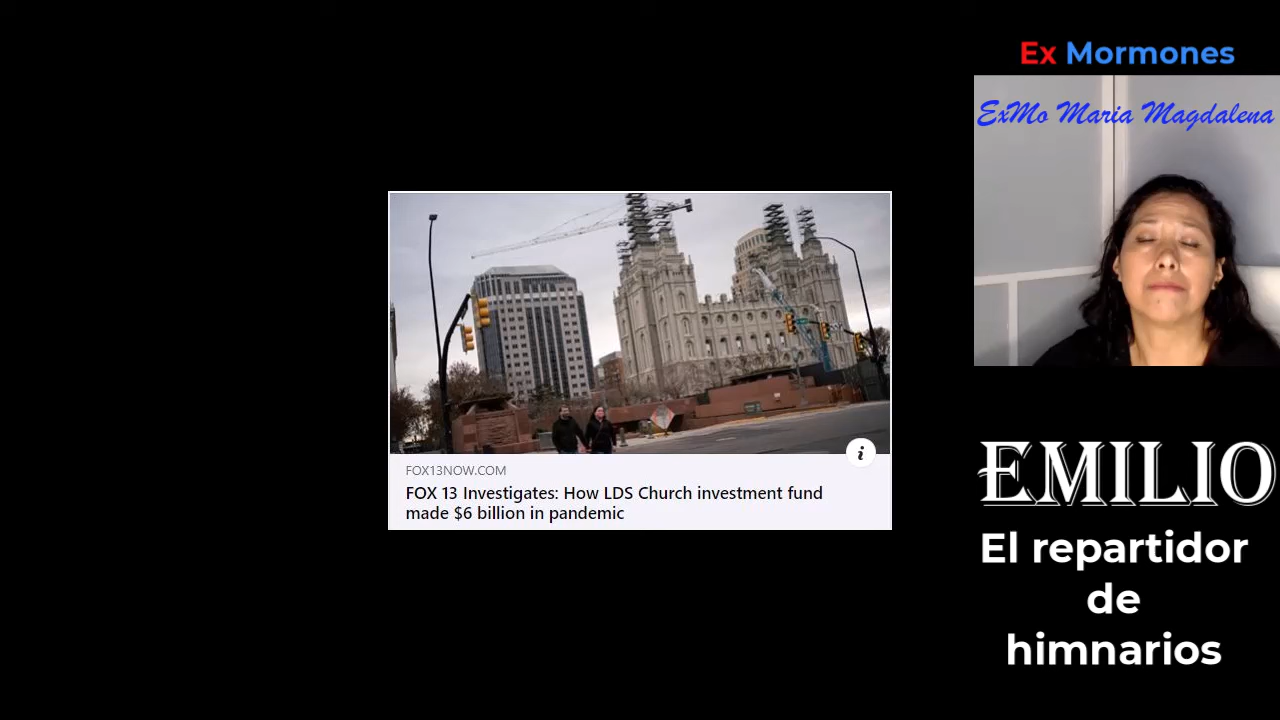 Ex Mormones
ExMo Maria Magdalena
FOX13NOW.COM
FOX 13 Investigates: How LDS Church investment fund
made $6 billion in pandemic
i
EMILIO
El repartidor
de
himnarios